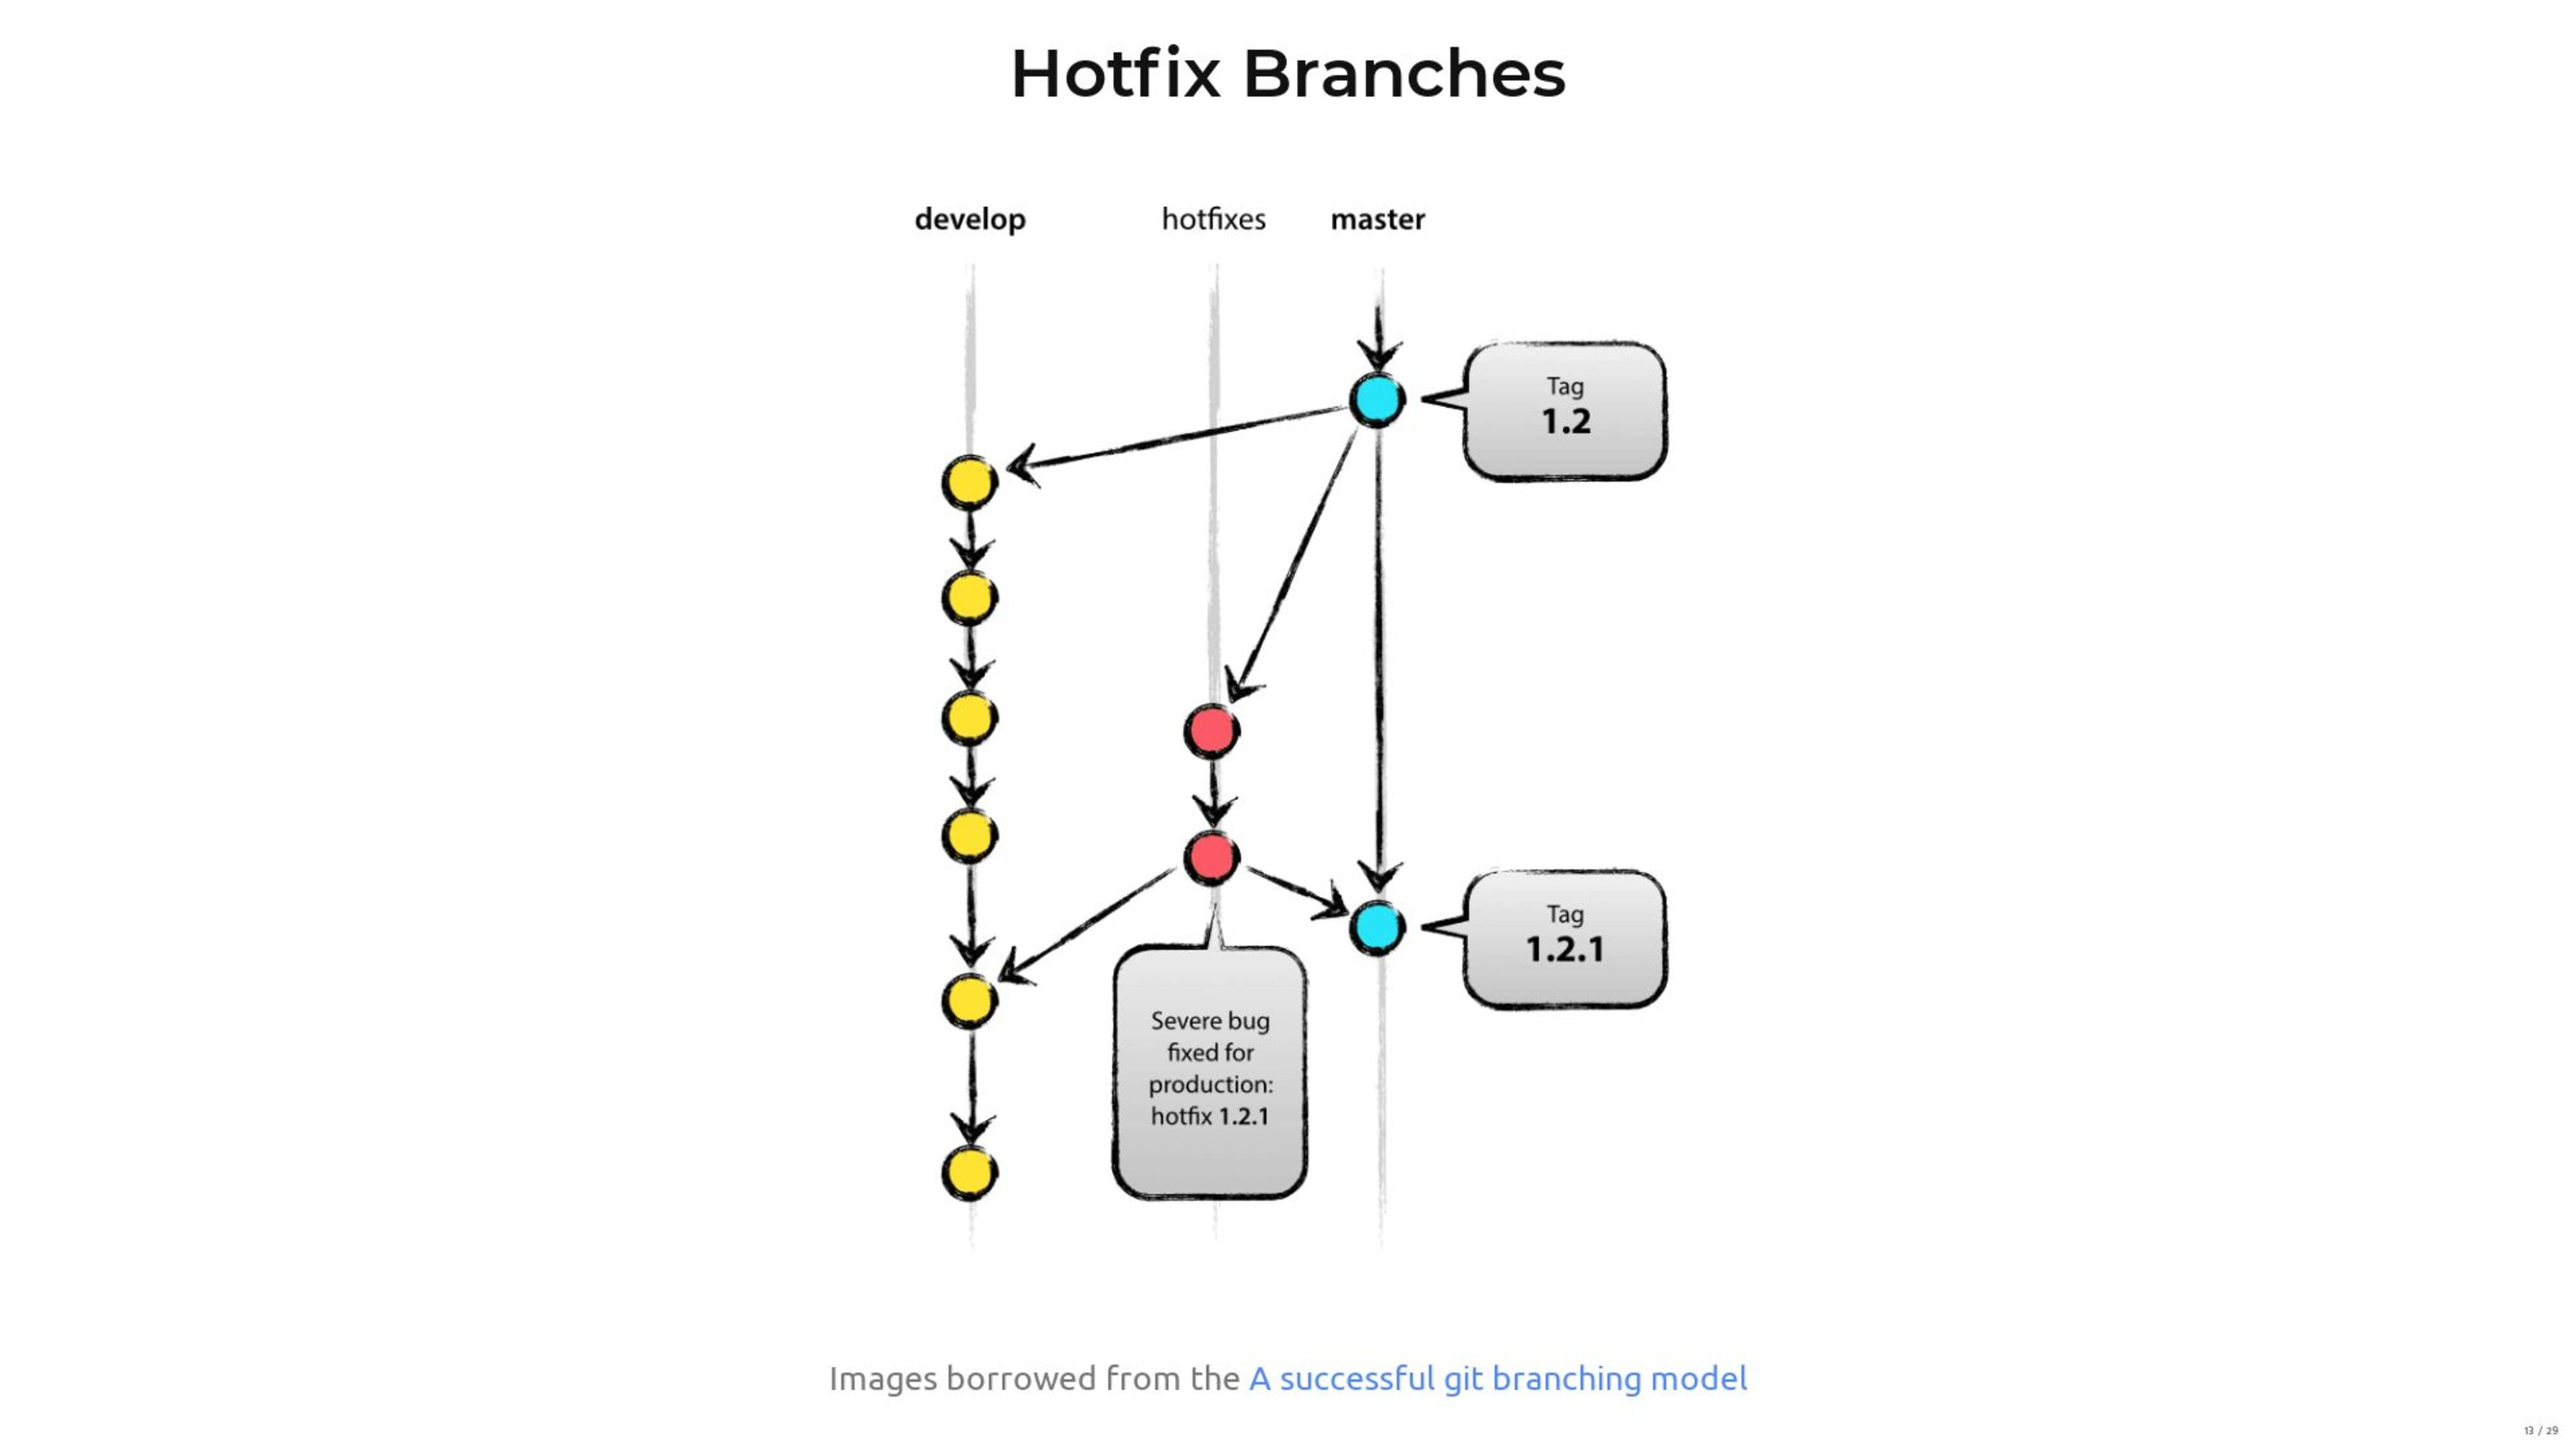 Hotfix Branches
develop
hotfixes
master
Tag
1.2
Tag
1.2.1
Severe bug
fixed for
production:
hotfix 1.2.1
Images borrowed from the A successful git branching model
13 / 29